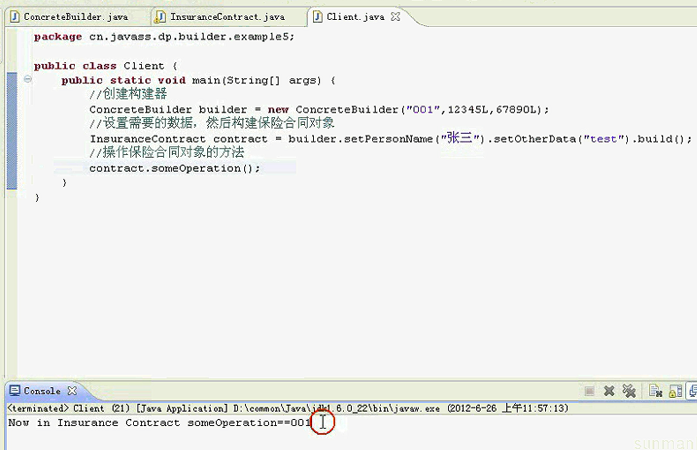 ConcreteBuilder.java InsuranceContract.java Client.java
package cn.javass.dp.builder.example5;
public class Client {
public static void main(String[] args) {
//创建构建器
ConcreteBuilder builder = new ConcreteBuilder("001",12345L,67890L);
//设置需要的数据，然后构建保险合同对象
InsuranceContract contract = builder.setPersonName("张三").setOtherData("test").build();
//操作保险合同对象的方法
contract.someOperation();
}
}
Console
<terminated> Client (21) [Java Application] D:\common\Java\jdk1.6.0_22\bin\javaw.exe (2012-6-26 上午11:57:13)
Now in Insurance Contract someOperation==001
sunman